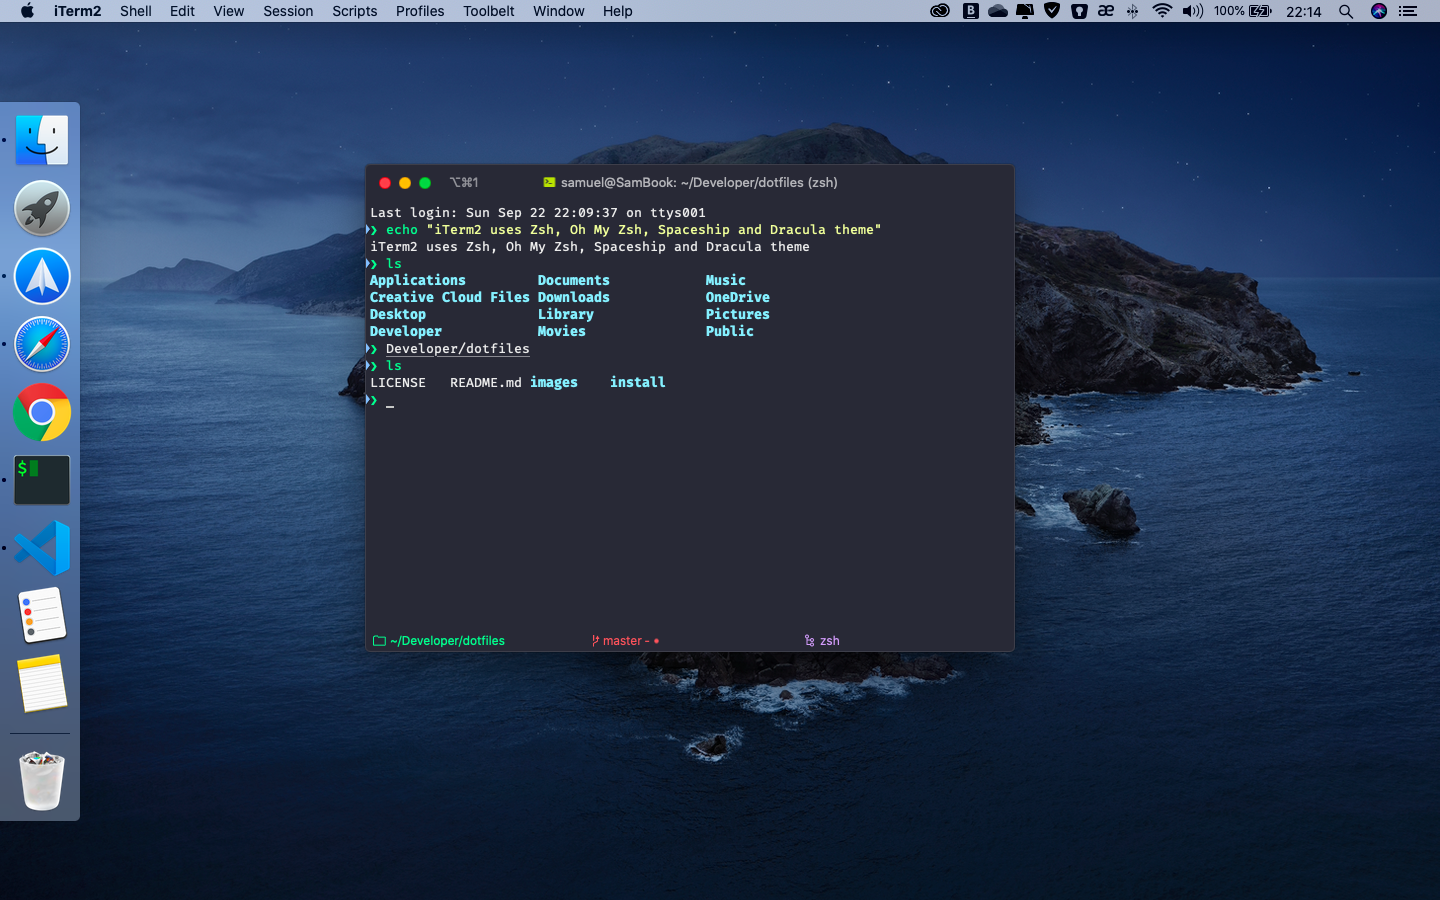 iTerm2 Shell Edit View Session Scripts Profiles Toolbelt Window Help B æ 100% 22:14
⌥⌘1 samuel@SamBook: ~/Developer/dotfiles (zsh)
Last login: Sun Sep 22 22:09:37 on ttys001
❯ echo "iTerm2 uses Zsh, Oh My Zsh, Spaceship and Dracula theme"
iTerm2 uses Zsh, Oh My Zsh, Spaceship and Dracula theme
❯ ls
Applications Documents Music
Creative Cloud Files Downloads OneDrive
Desktop Library Pictures
Developer Movies Public
❯ Developer/dotfiles
❯ ls
LICENSE README.md images install
❯ _
$
~/Developer/dotfiles master - • zsh